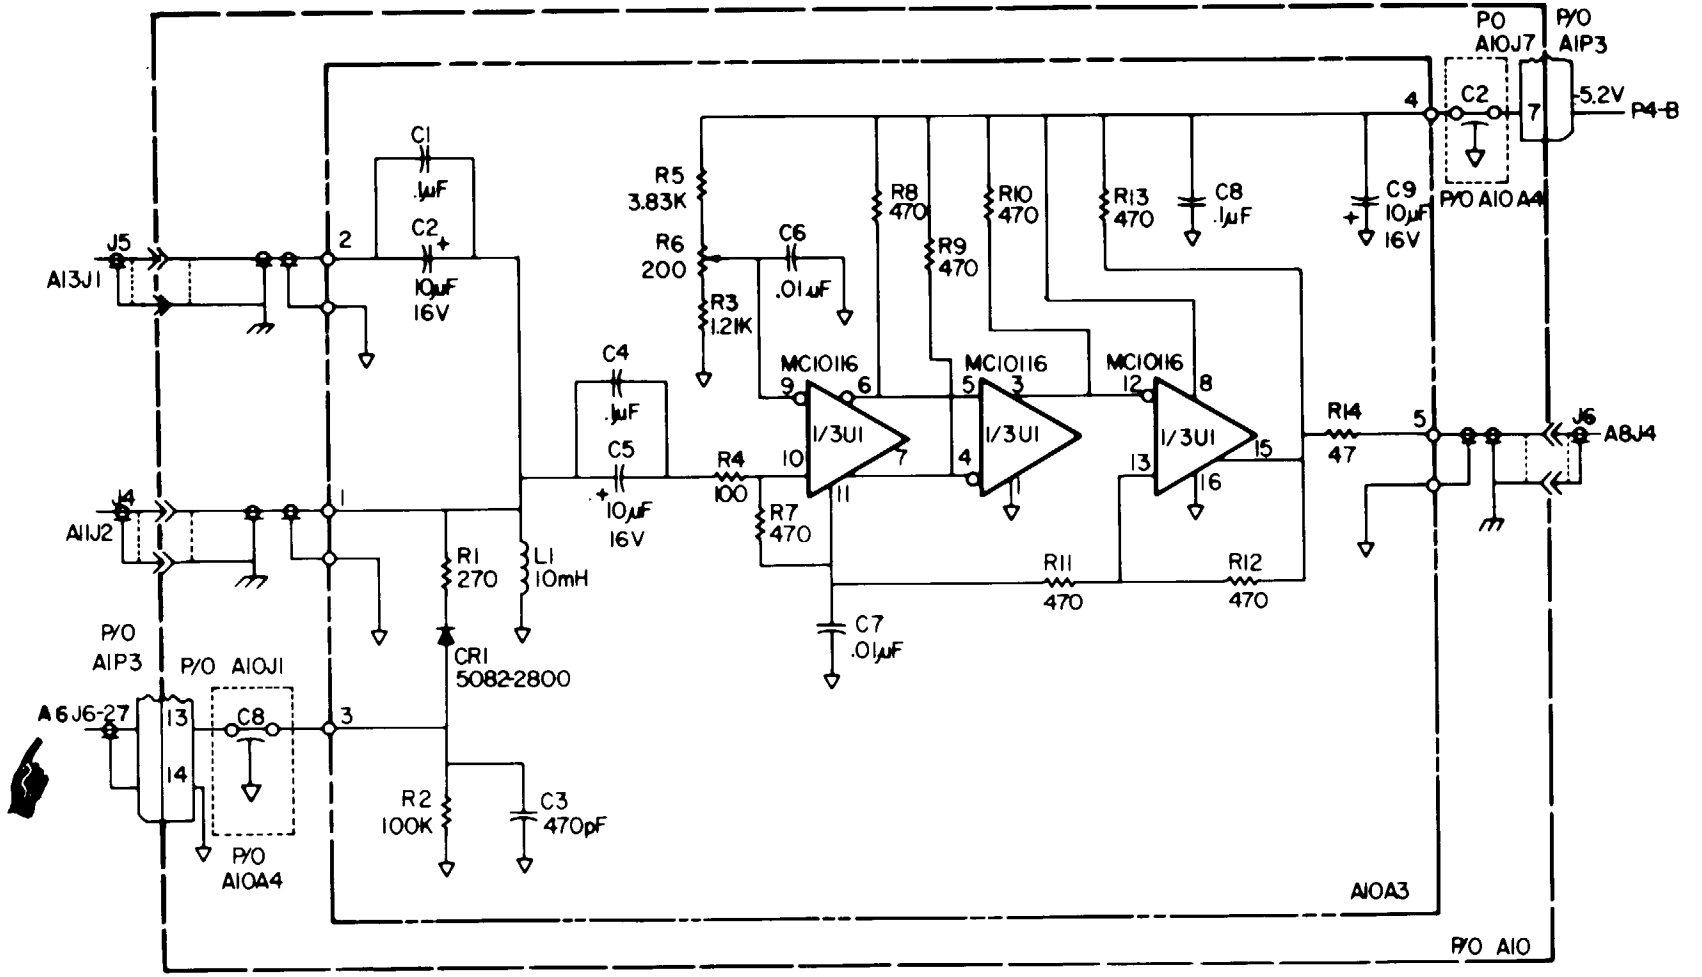 PO
A10J7
P/O
A1P3
4
C2
7
-5.2V
P4-B
P/O A10 A4
C1
.1µF
C2
+
10µF
16V
J5
A13J1
2
R5
3.83K
R6
200
R3
1.21K
C6
.01µF
R8
470
R9
470
R10
470
R13
470
C8
.1µF
C9
+
10µF
16V
C4
.1µF
C5
+
10µF
16V
MC10116
9
6
1/3U1
10
7
11
MC10116
5
3
1/3U1
4
1
MC10116
12
8
1/3U1
13
15
16
R4
100
R7
470
R14
47
5
J6
A8J4
J4
A11J2
1
R1
270
L1
10mH
R11
470
R12
470
C7
.01µF
CR1
5082-2800
P/O
A1P3
P/O A10J1
A6J6-27
13
14
C8
3
P/O
A10A4
R2
100K
C3
470pF
A10A3
P/O A10